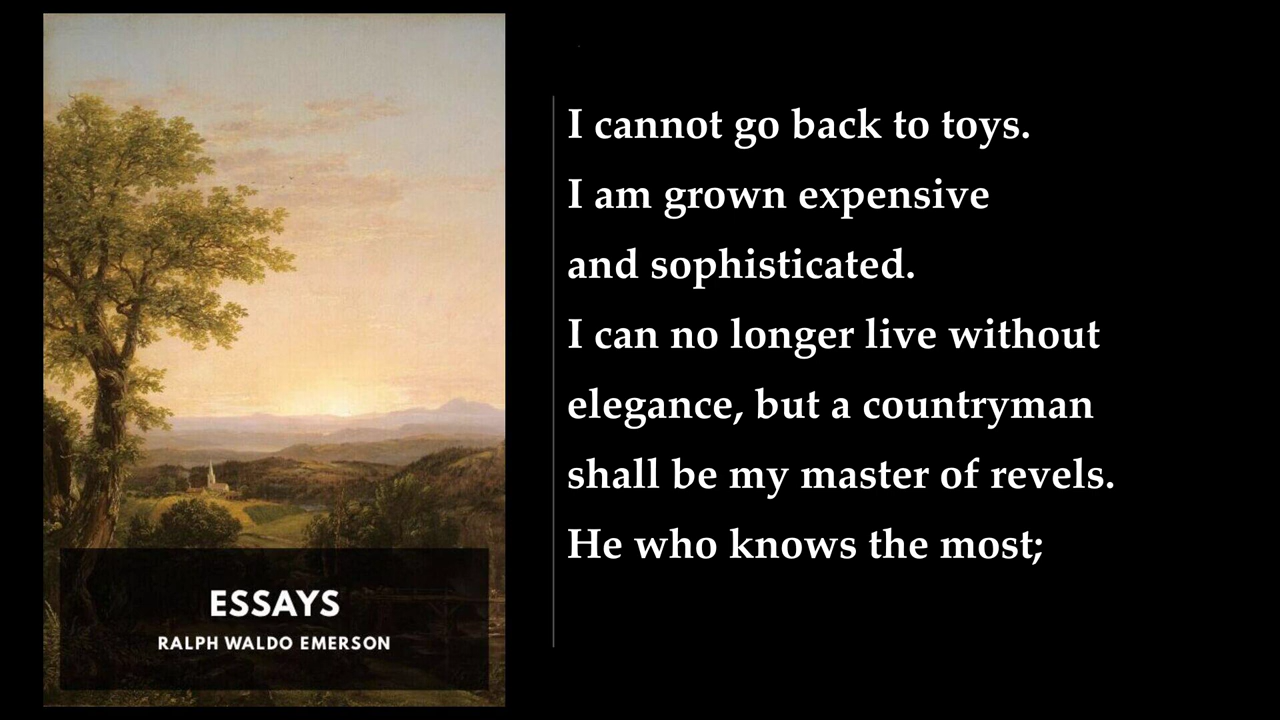 ESSAYS
RALPH WALDO EMERSON
I cannot go back to toys.
I am grown expensive
and sophisticated.
I can no longer live without
elegance, but a countryman
shall be my master of revels.
He who knows the most;